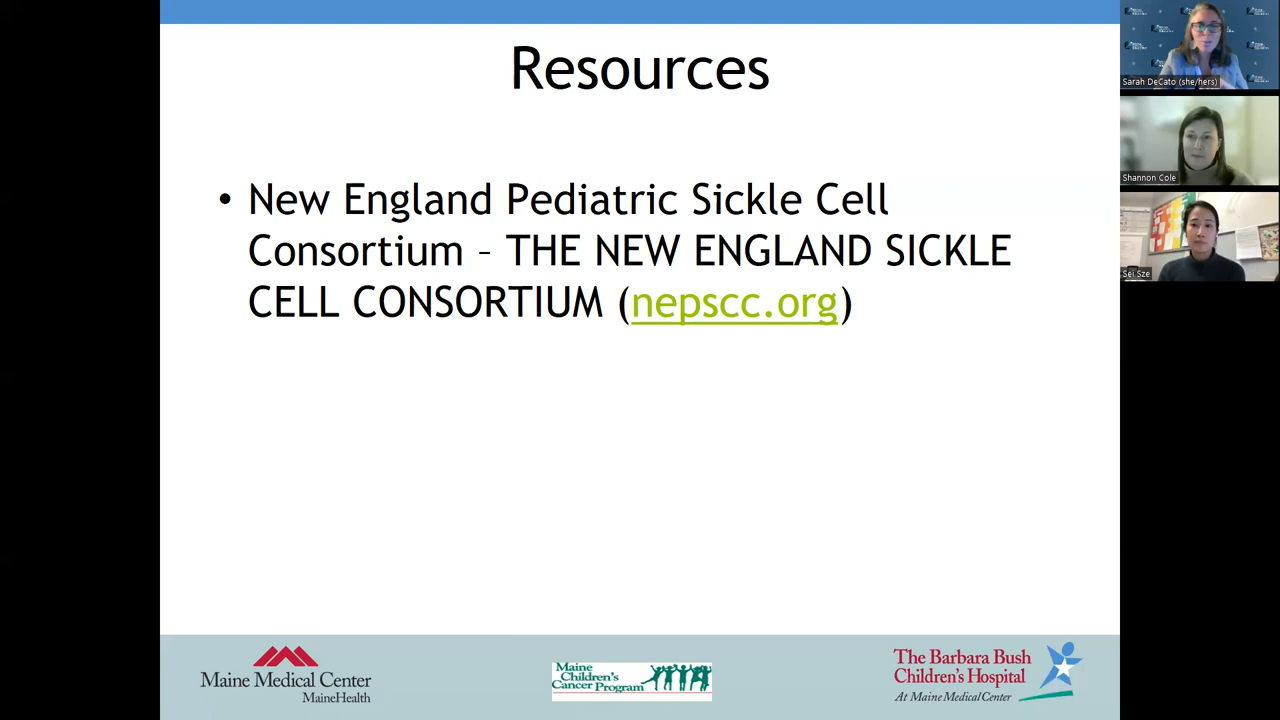 Resources
• New England Pediatric Sickle Cell
Consortium – THE NEW ENGLAND SICKLE
CELL CONSORTIUM (nepscc.org)
Maine Medical Center
MaineHealth
Maine
Children's
Cancer Program
The Barbara Bush
Children's Hospital
At Maine Medical Center
Sarah DeCato (she/hers)
Shannon Cole
Sei Sze